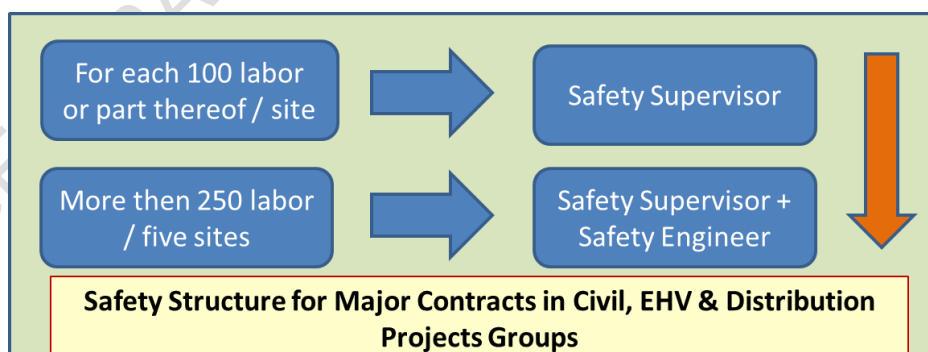 For each 100 labor
or part thereof / site
Safety Supervisor
More then 250 labor
/ five sites
Safety Supervisor +
Safety Engineer
Safety Structure for Major Contracts in Civil, EHV & Distribution
Projects Groups